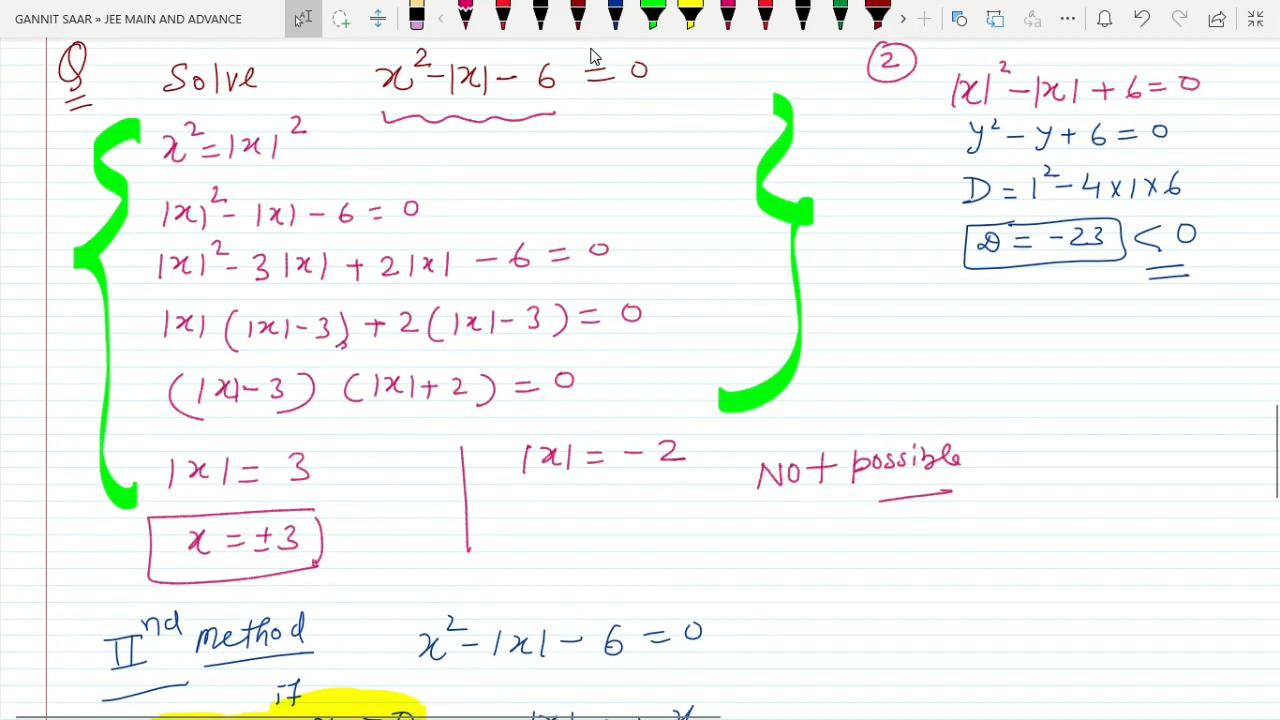 GANNIT SAAR » JEE MAIN AND ADVANCE
Q Solve x² - |x| - 6 = 0
x² = |x|²
|x|² - |x| - 6 = 0
|x|² - 3|x| + 2|x| - 6 = 0
|x| (|x| - 3) + 2(|x| - 3) = 0
(|x| - 3) (|x| + 2) = 0
|x| = 3
x = ±3
|x| = -2 Not possible
2
|x|² - |x| + 6 = 0
y² - y + 6 = 0
D = 1² - 4×1×6
D = -23 < 0
IInd method x² - |x| - 6 = 0
if